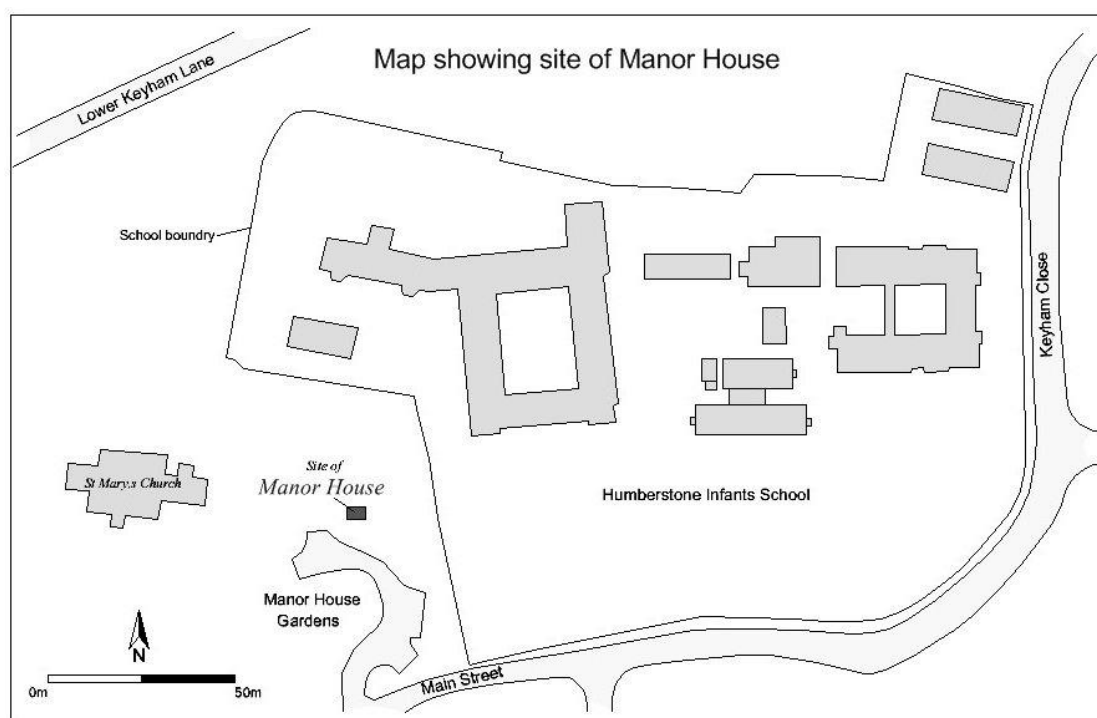 Map showing site of Manor House
Lower Keyham Lane
School boundry
Keyham Close
St Mary,s Church
Site of
Manor House
Humberstone Infants School
Manor House
Gardens
N
0m
50m
Main Street